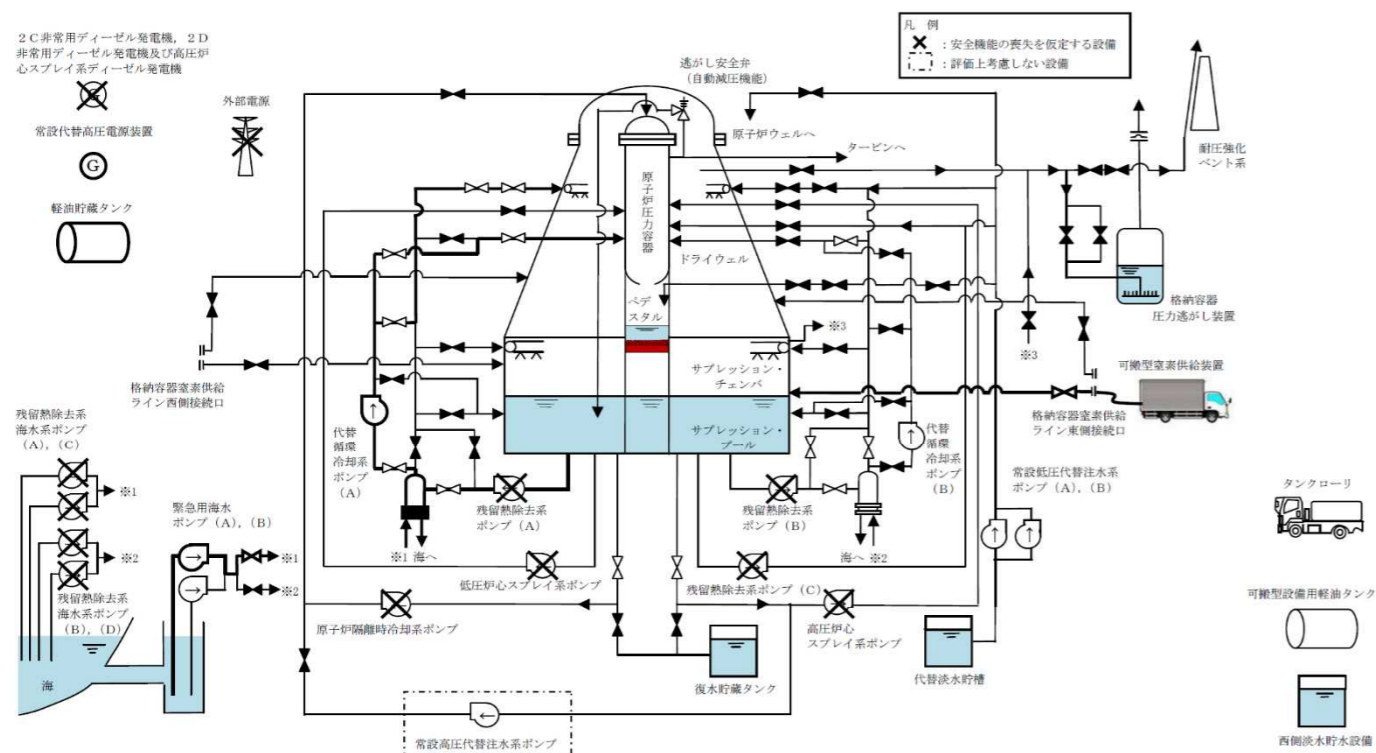 2C非常用ディーゼル発電機，2D
非常用ディーゼル発電機及び高圧炉
心スプレイ系ディーゼル発電機
G
常設代替高圧電源装置
G
軽油貯蔵タンク
外部電源
凡 例
：安全機能の喪失を仮定する設備
：評価上考慮しない設備
逃がし安全弁
（自動減圧機能）
原子炉ウェルへ
タービンへ
耐圧強化
ベント系
原子炉圧力容器
ドライウェル
ペデ
スタル
※3
格納容器
圧力逃がし装置
※3
可搬型窒素供給装置
サプレッション・
チェンバ
サプレッション・
プール
格納容器窒素供給
ライン西側接続口
格納容器窒素供給
ライン東側接続口
残留熱除去系
海水系ポンプ
（A），（C）
※1
※2
残留熱除去系
海水系ポンプ
（B），（D）
海
緊急用海水
ポンプ（A），（B）
※1
※2
代替
循環
冷却系
ポンプ
（A）
残留熱除去系
ポンプ（A）
※1 海へ
残留熱除去系
ポンプ（B）
海へ ※2
代替
循環
冷却系
ポンプ
（B）
常設低圧代替注水系
ポンプ（A），（B）
タンクローリ
低圧炉心スプレイ系ポンプ
残留熱除去系ポンプ（C）
原子炉隔離時冷却系ポンプ
高圧炉心
スプレイ系ポンプ
復水貯蔵タンク
代替淡水貯槽
可搬型設備用軽油タンク
常設高圧代替注水系ポンプ
西側淡水貯水設備